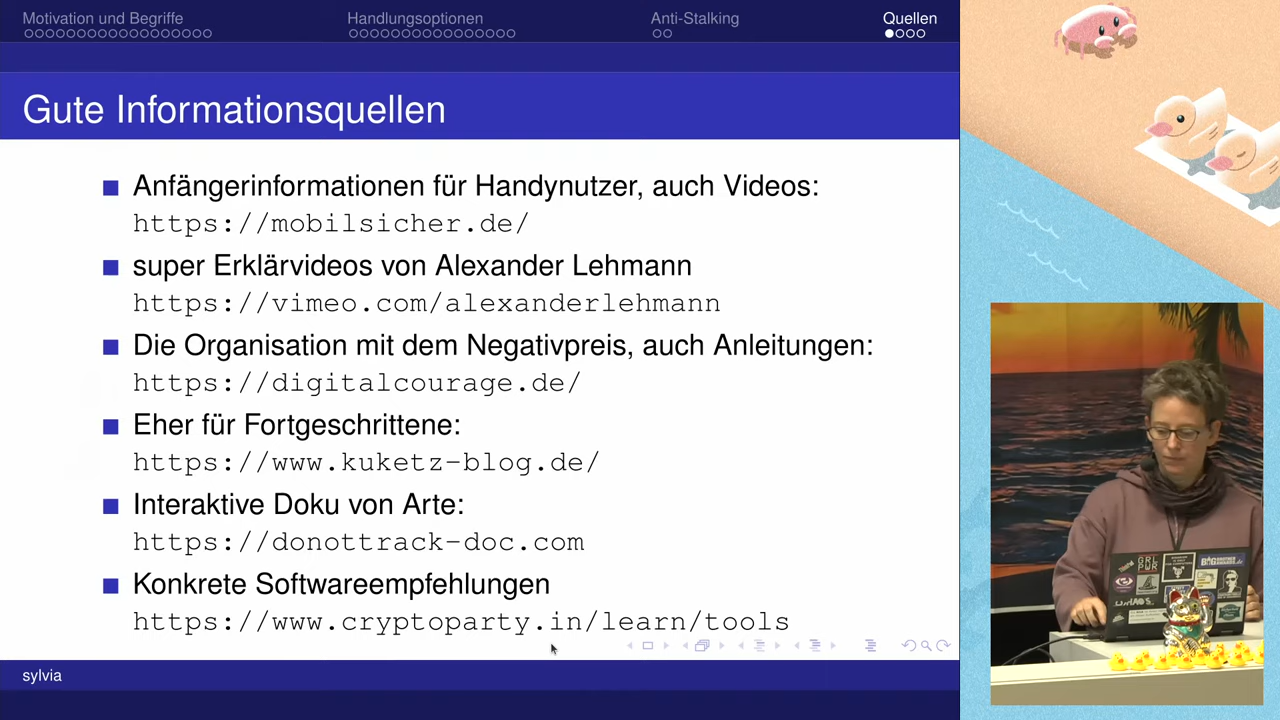 Motivation und Begriffe
Handlungsoptionen
Anti-Stalking
Quellen
Gute Informationsquellen
Anfängerinformationen für Handynutzer, auch Videos:
https://mobilsicher.de/
super Erklärvideos von Alexander Lehmann
https://vimeo.com/alexanderlehmann
Die Organisation mit dem Negativpreis, auch Anleitungen:
https://digitalcourage.de/
Eher für Fortgeschrittene:
https://www.kuketz-blog.de/
Interaktive Doku von Arte:
https://donottrack-doc.com
Konkrete Softwareempfehlungen
https://www.cryptoparty.in/learn/tools
sylvia
GRL
PWR